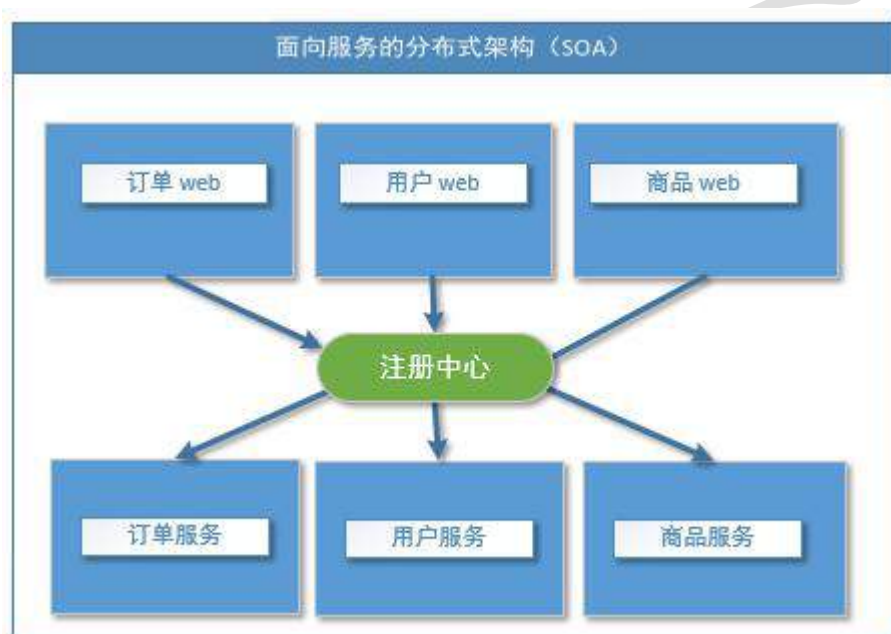 面向服务的分布式架构（SOA）
订单 web
用户 web
商品 web
注册中心
订单服务
用户服务
商品服务